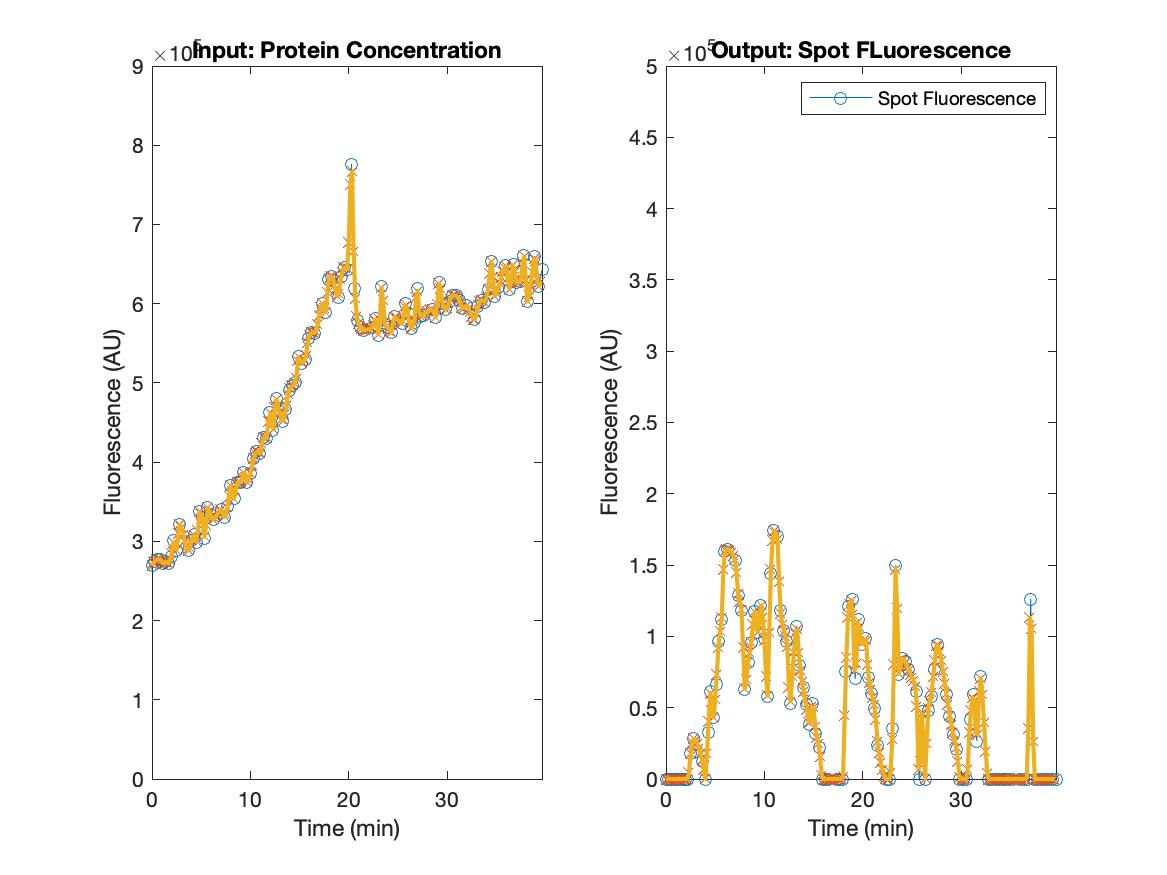 ×10^5
Input: Protein Concentration
9
8
7
6
5
4
3
2
1
0
0 10 20 30
Fluorescence (AU)
Time (min)
×10^5
Output: Spot FLuorescence
5
4.5
4
3.5
3
2.5
2
1.5
1
0.5
0
0 10 20 30
Fluorescence (AU)
Time (min)
Spot Fluorescence